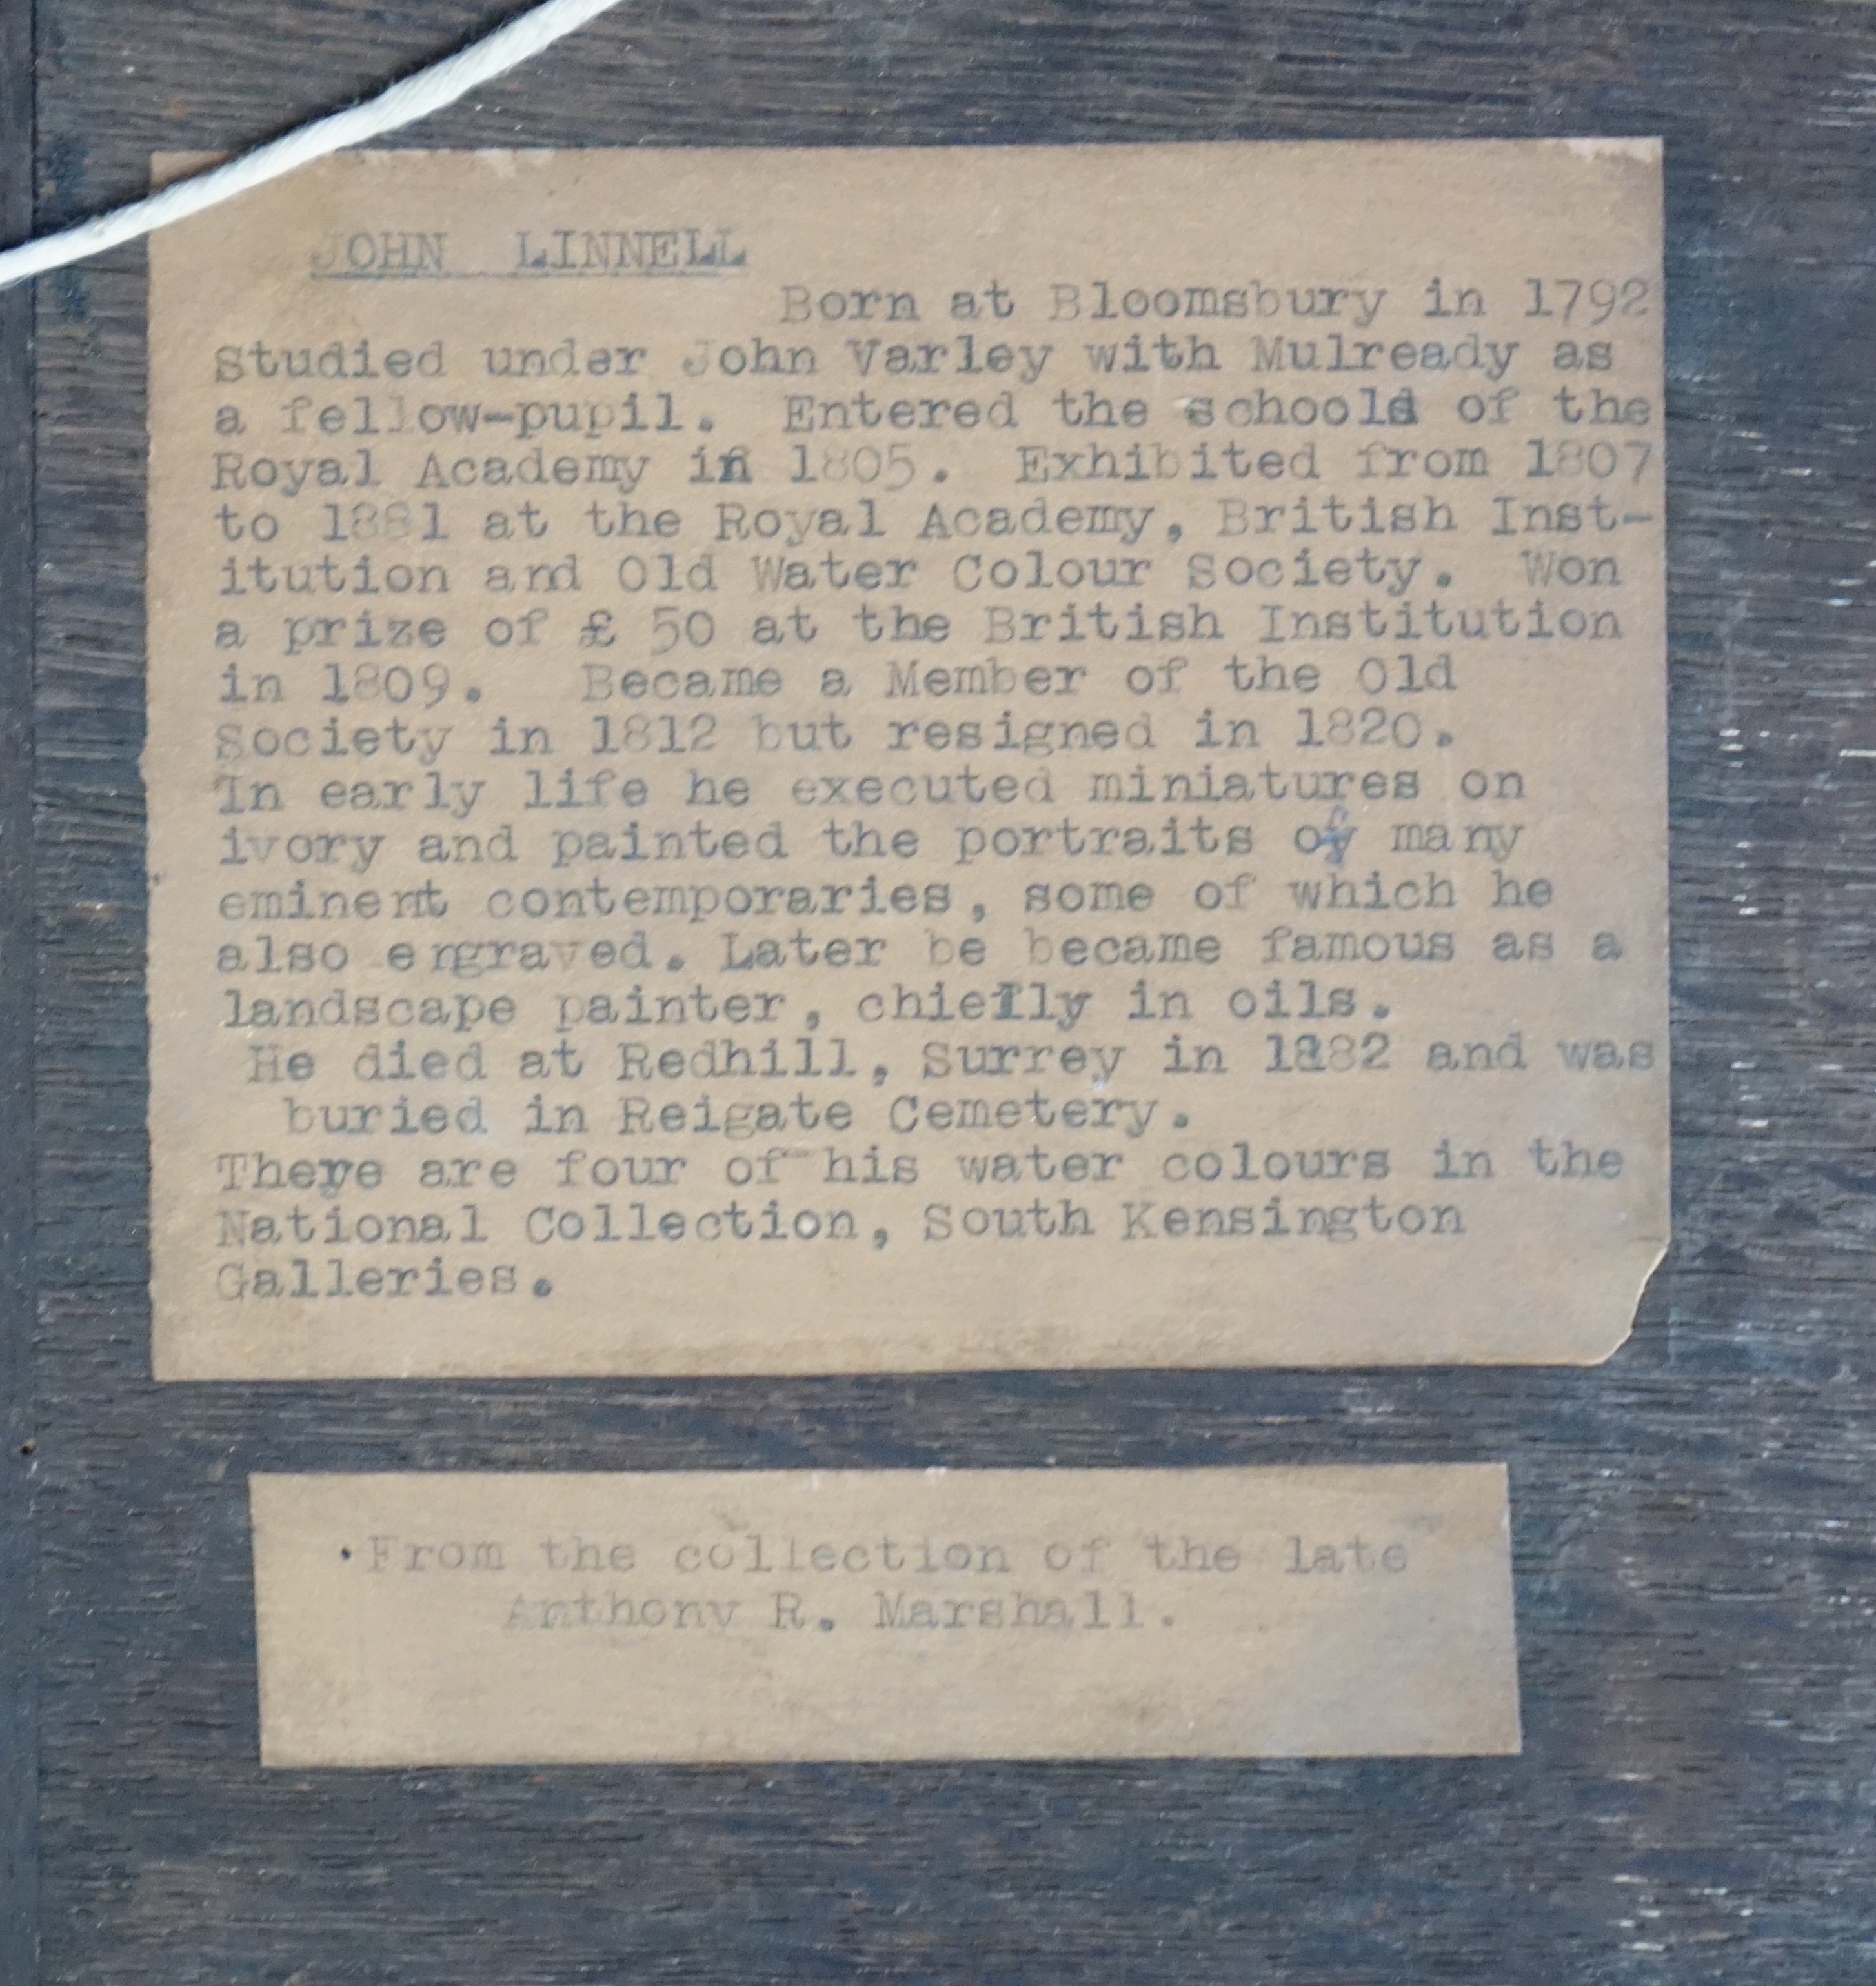 JOHN LINNELL
Born at Bloomsbury in 1792
Studied under John Varley with Mulready as
a fellow-pupil. Entered the schools of the
Royal Academy in 1805. Exhibited from 1807
to 1881 at the Royal Academy, British Inst-
itution and Old Water Colour Society. Won
a prize of £ 50 at the British Institution
in 1809. Became a Member of the Old
Society in 1812 but resigned in 1820.
In early life he executed miniatures on
ivory and painted the portraits of many
eminent contemporaries, some of which he
also engraved. Later be became famous as a
landscape painter, chiefly in oils.
He died at Redhill, Surrey in 1882 and was
buried in Reigate Cemetery.
There are four of his water colours in the
National Collection, South Kensington
Galleries.
From the collection of the late
Anthony R. Marshall.